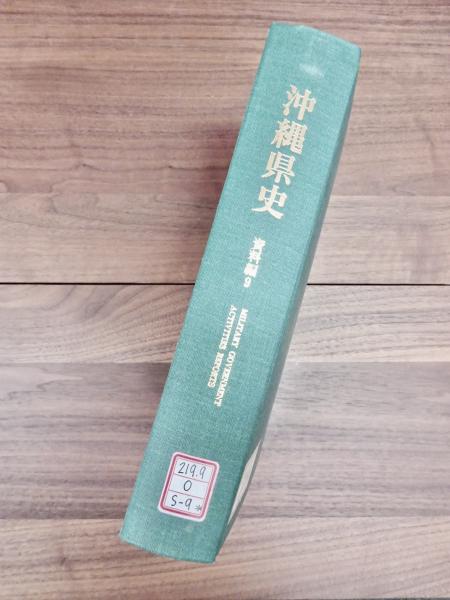 沖縄県史
資料編9
MILITARY GOVERNMENT
ACTIVITIES REPORTS
219.9
O
S-9*